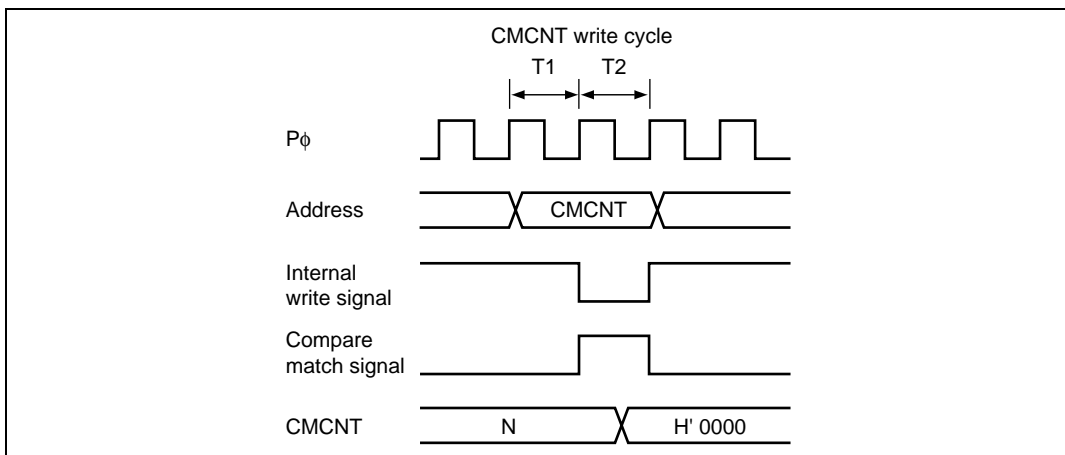 CMCNT write cycle
T1 T2
Pϕ
Address CMCNT
Internal
write signal
Compare
match signal
CMCNT N H' 0000